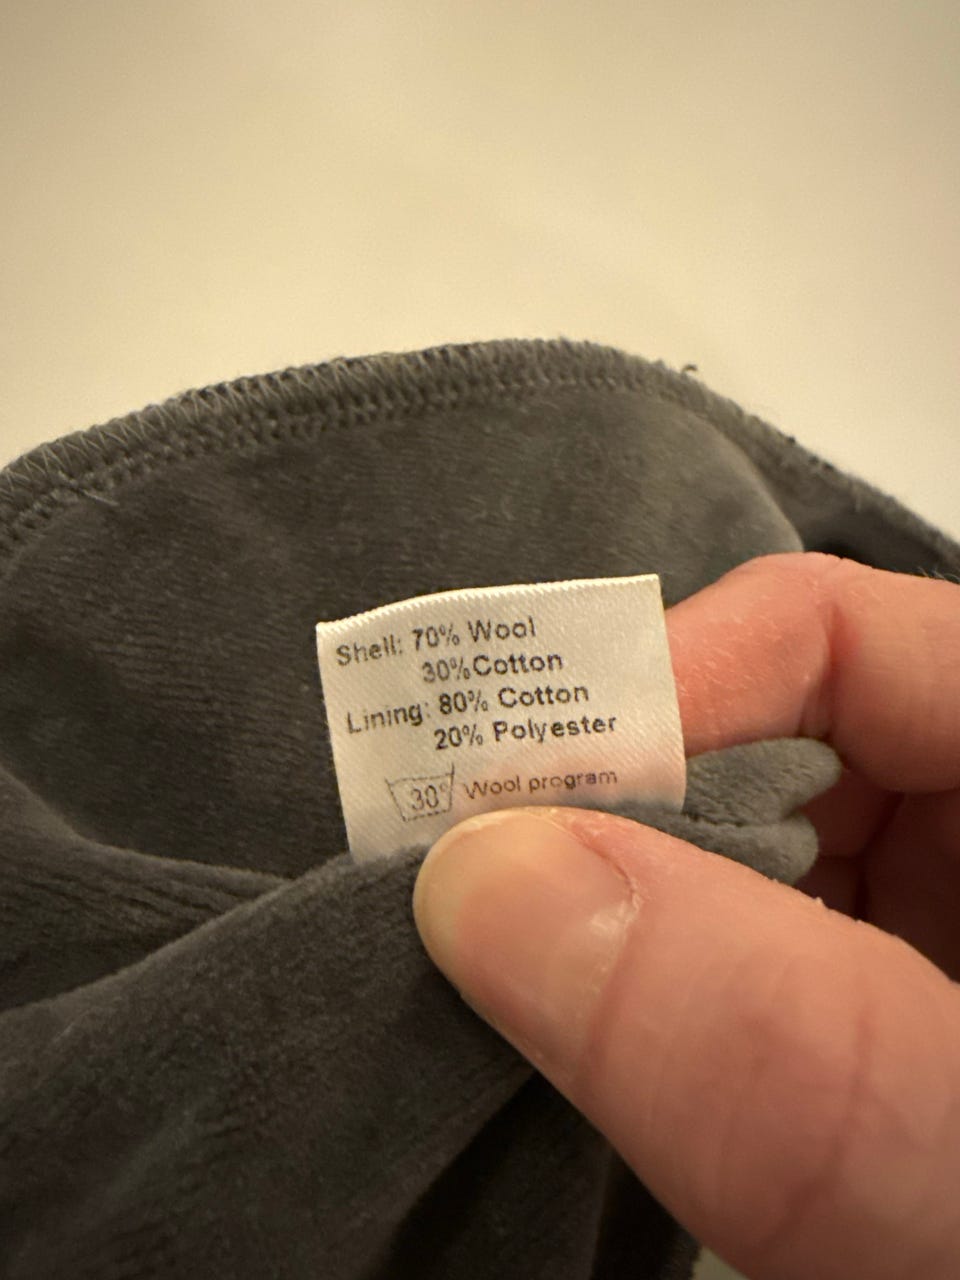 Shell: 70% Wool
30%Cotton
Lining: 80% Cotton
20% Polyester
30° Wool program